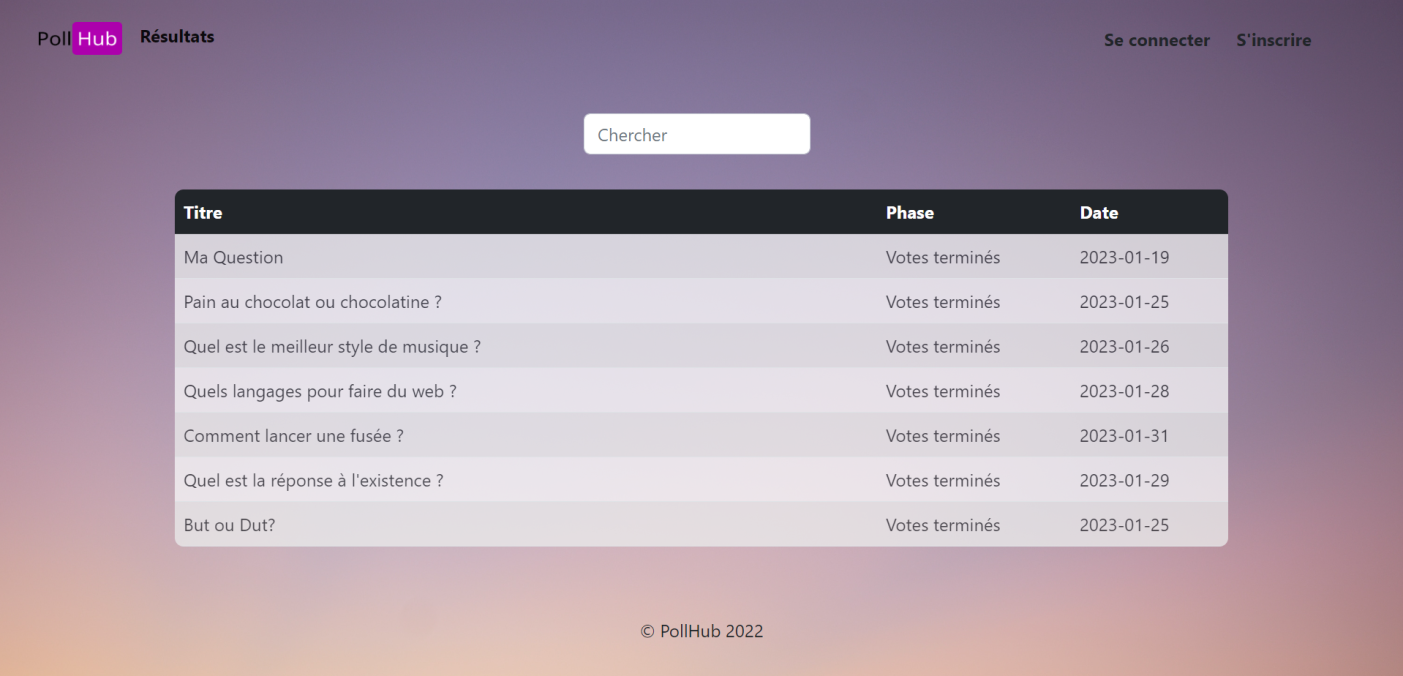 PollHub Résultats Se connecter S'inscrire
Chercher
Titre Phase Date
Ma Question Votes terminés 2023-01-19
Pain au chocolat ou chocolatine ? Votes terminés 2023-01-25
Quel est le meilleur style de musique ? Votes terminés 2023-01-26
Quels langages pour faire du web ? Votes terminés 2023-01-28
Comment lancer une fusée ? Votes terminés 2023-01-31
Quel est la réponse à l'existence ? Votes terminés 2023-01-29
But ou Dut? Votes terminés 2023-01-25
© PollHub 2022